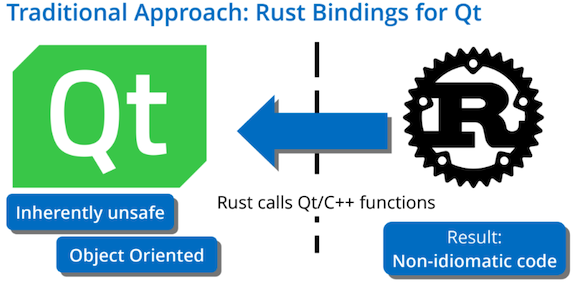 Traditional Approach: Rust Bindings for Qt
Qt
R
Rust calls Qt/C++ functions
Inherently unsafe
Object Oriented
Result:
Non-idiomatic code